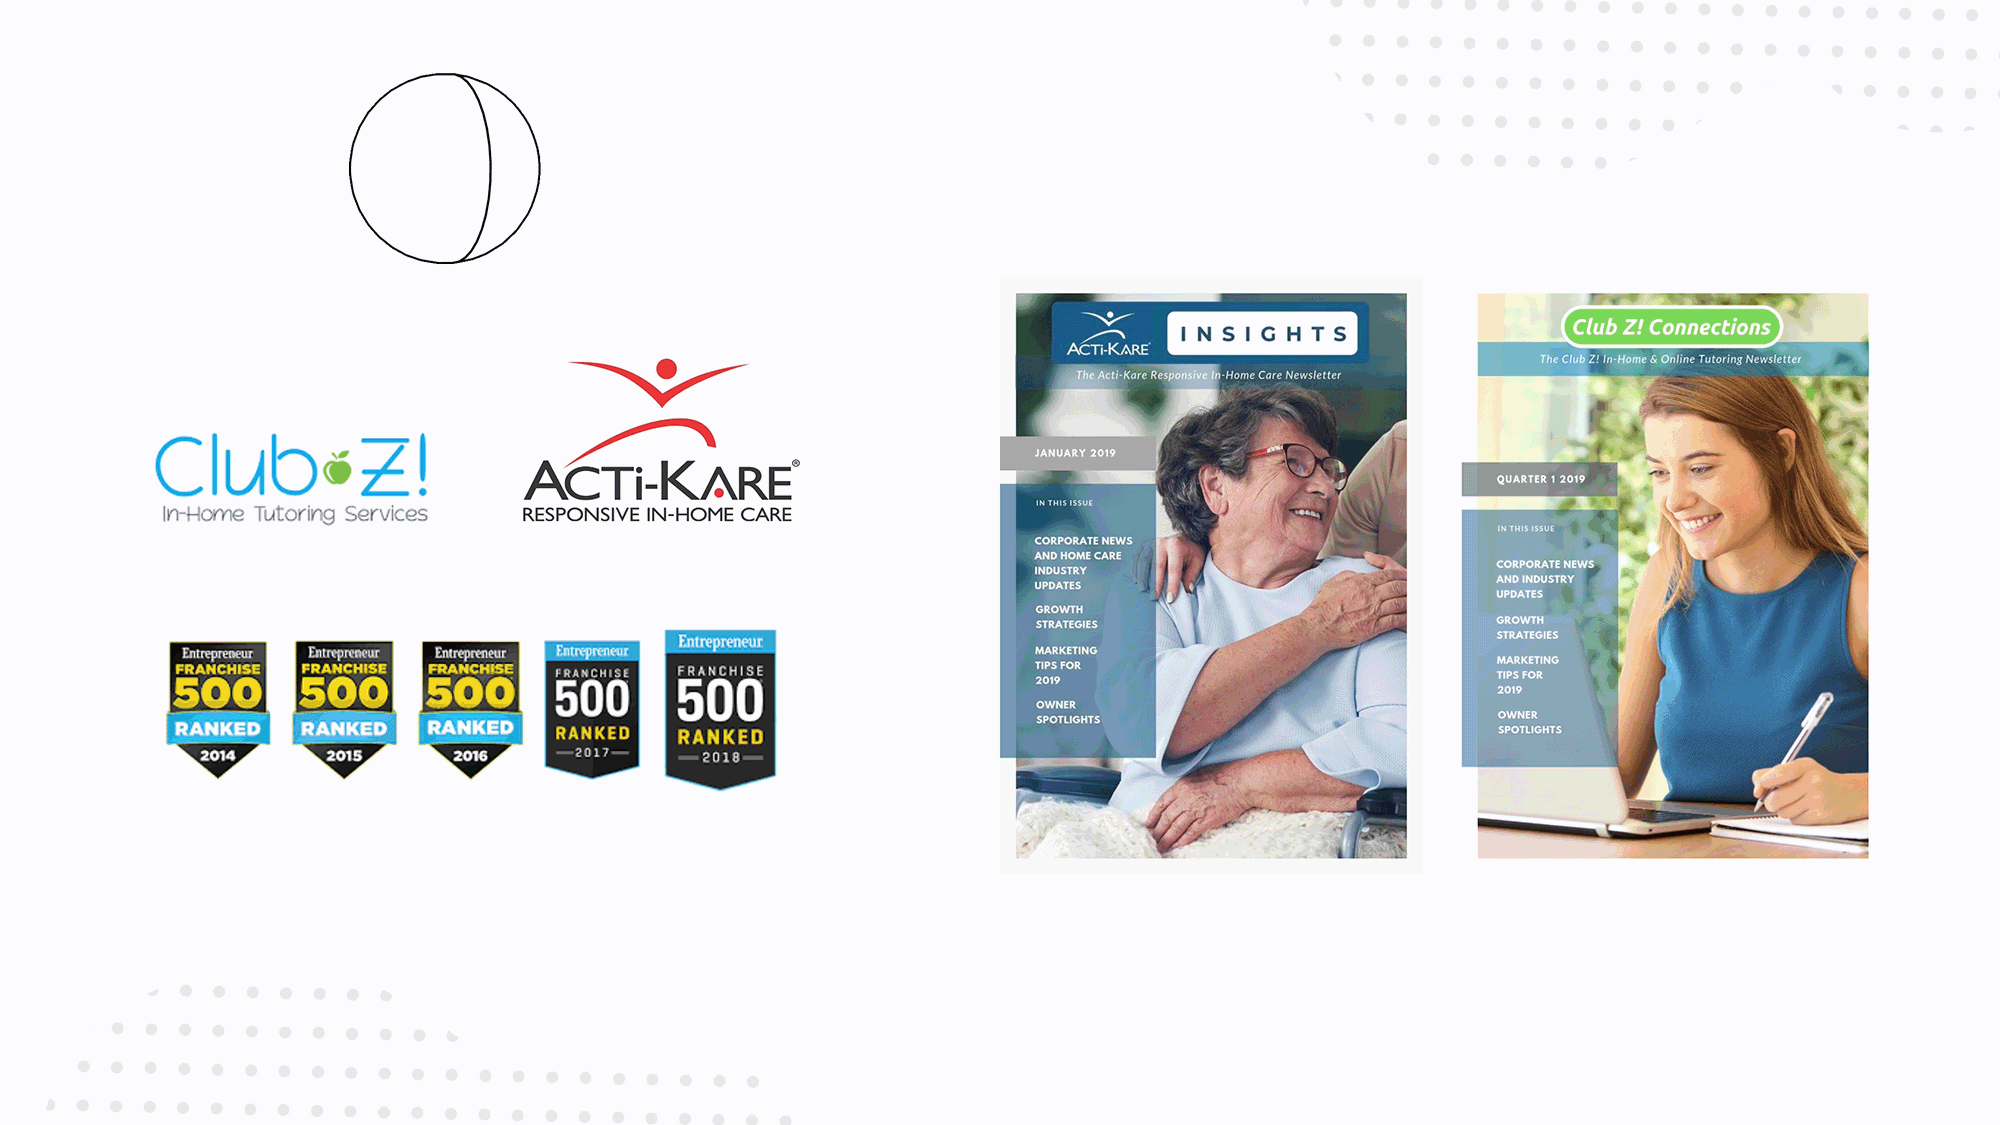 Club Z!
In-Home Tutoring Services
ACTi-KARE®
RESPONSIVE IN-HOME CARE
Entrepreneur
FRANCHISE
500
RANKED
2014
Entrepreneur
FRANCHISE
500
RANKED
2015
Entrepreneur
FRANCHISE
500
RANKED
2016
Entrepreneur
FRANCHISE
500
RANKED
2017
Entrepreneur
FRANCHISE
500
RANKED
2018
ACTi-KARE®
INSIGHTS
The Acti-Kare Responsive In-Home Care Newsletter
JANUARY 2019
IN THIS ISSUE
CORPORATE NEWS
AND HOME CARE
INDUSTRY
UPDATES
GROWTH
STRATEGIES
MARKETING
TIPS FOR
2019
OWNER
SPOTLIGHTS
Club Z! Connections
The Club Z! In-Home & Online Tutoring Newsletter
QUARTER 1 2019
IN THIS ISSUE
CORPORATE NEWS
AND INDUSTRY
UPDATES
GROWTH
STRATEGIES
MARKETING
TIPS FOR
2019
OWNER
SPOTLIGHTS